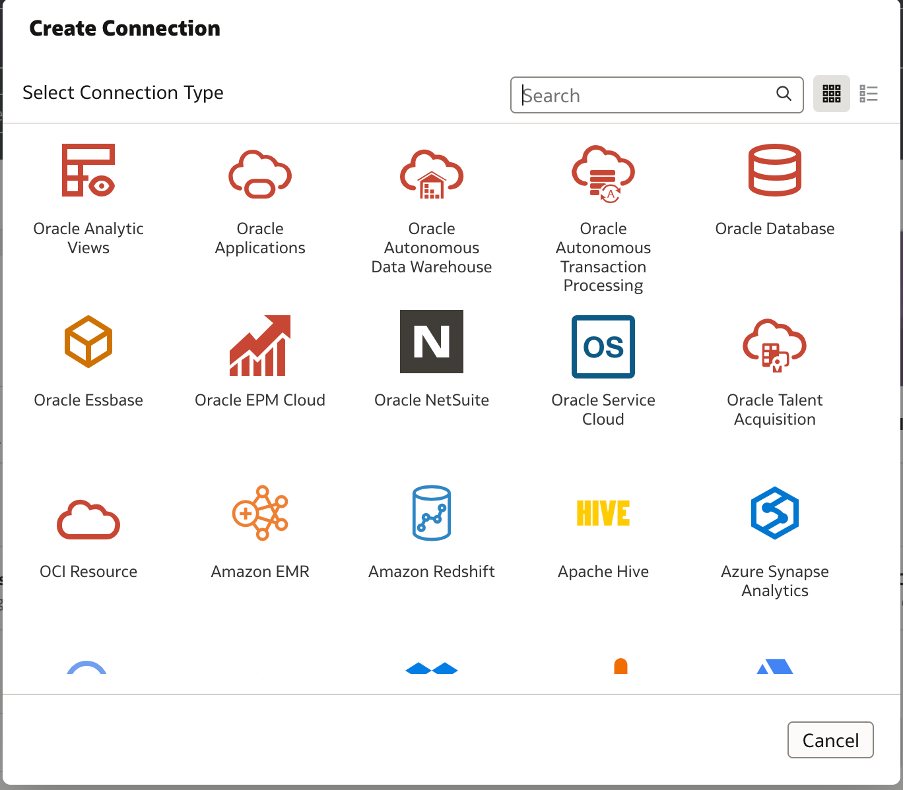 Create Connection
Select Connection Type
Search
Oracle Analytic
Views
Oracle
Applications
Oracle
Autonomous
Data Warehouse
Oracle
Autonomous
Transaction
Processing
Oracle Database
A
Oracle Essbase
Oracle EPM Cloud
N
Oracle NetSuite
OS
Oracle Service
Cloud
Oracle Talent
Acquisition
OCI Resource
Amazon EMR
Amazon Redshift
HIVE
Apache Hive
Azure Synapse
Analytics
Cancel